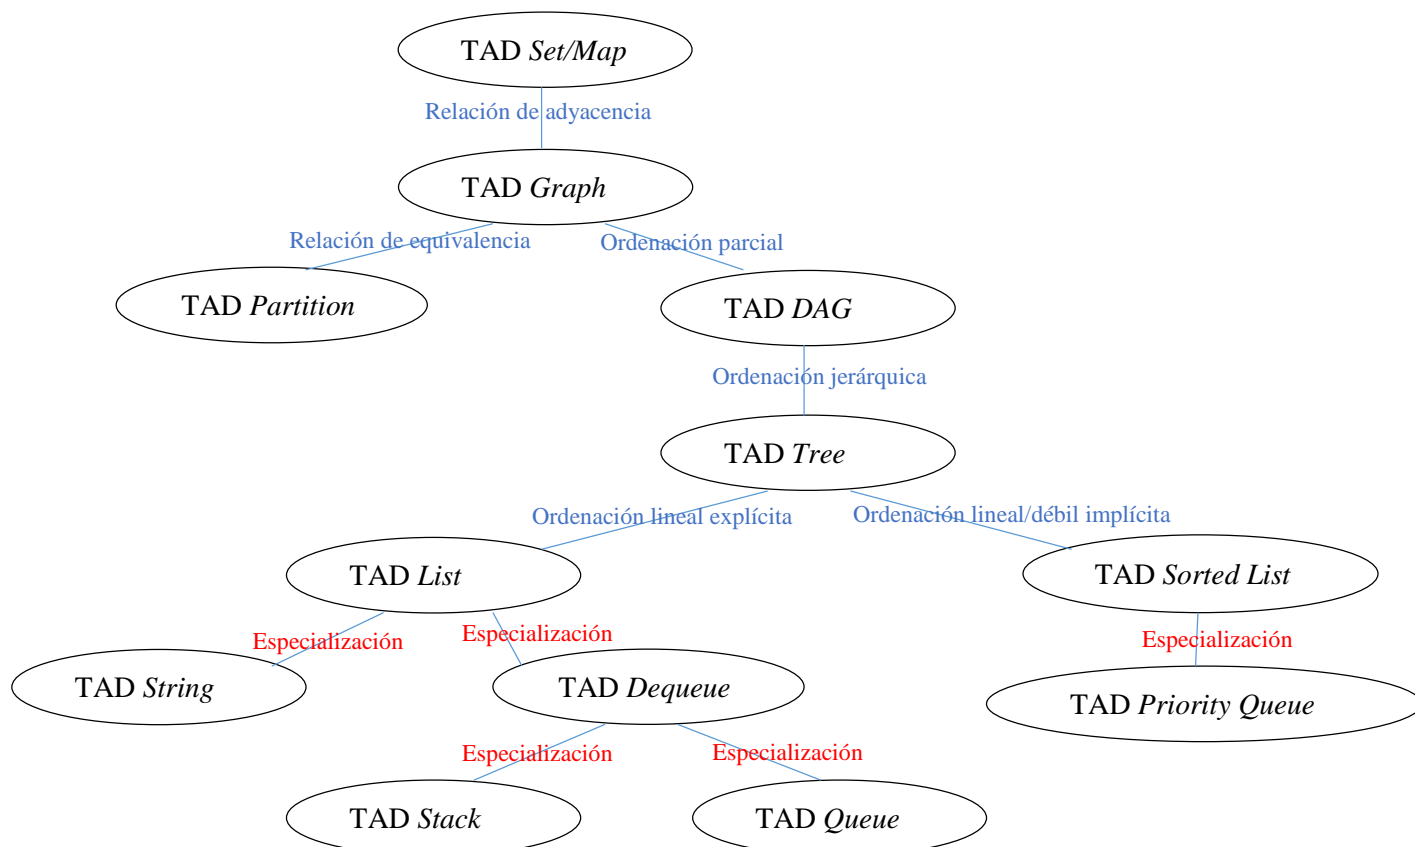 TAD Set/Map
Relación de adyacencia
TAD Graph
Relación de equivalencia
Ordenación parcial
TAD Partition
TAD DAG
Ordenación jerárquica
TAD Tree
Ordenación lineal explícita
Ordenación lineal/débil implícita
TAD List
TAD Sorted List
Especialización
Especialización
Especialización
TAD String
TAD Dequeue
TAD Priority Queue
Especialización
Especialización
TAD Stack
TAD Queue